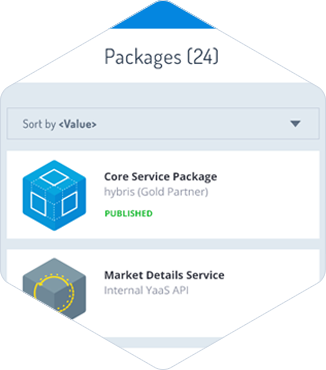 Packages (24)
Sort by <Value>
Core Service Package
hybris (Gold Partner)
PUBLISHED
Market Details Service
Internal YaaS API